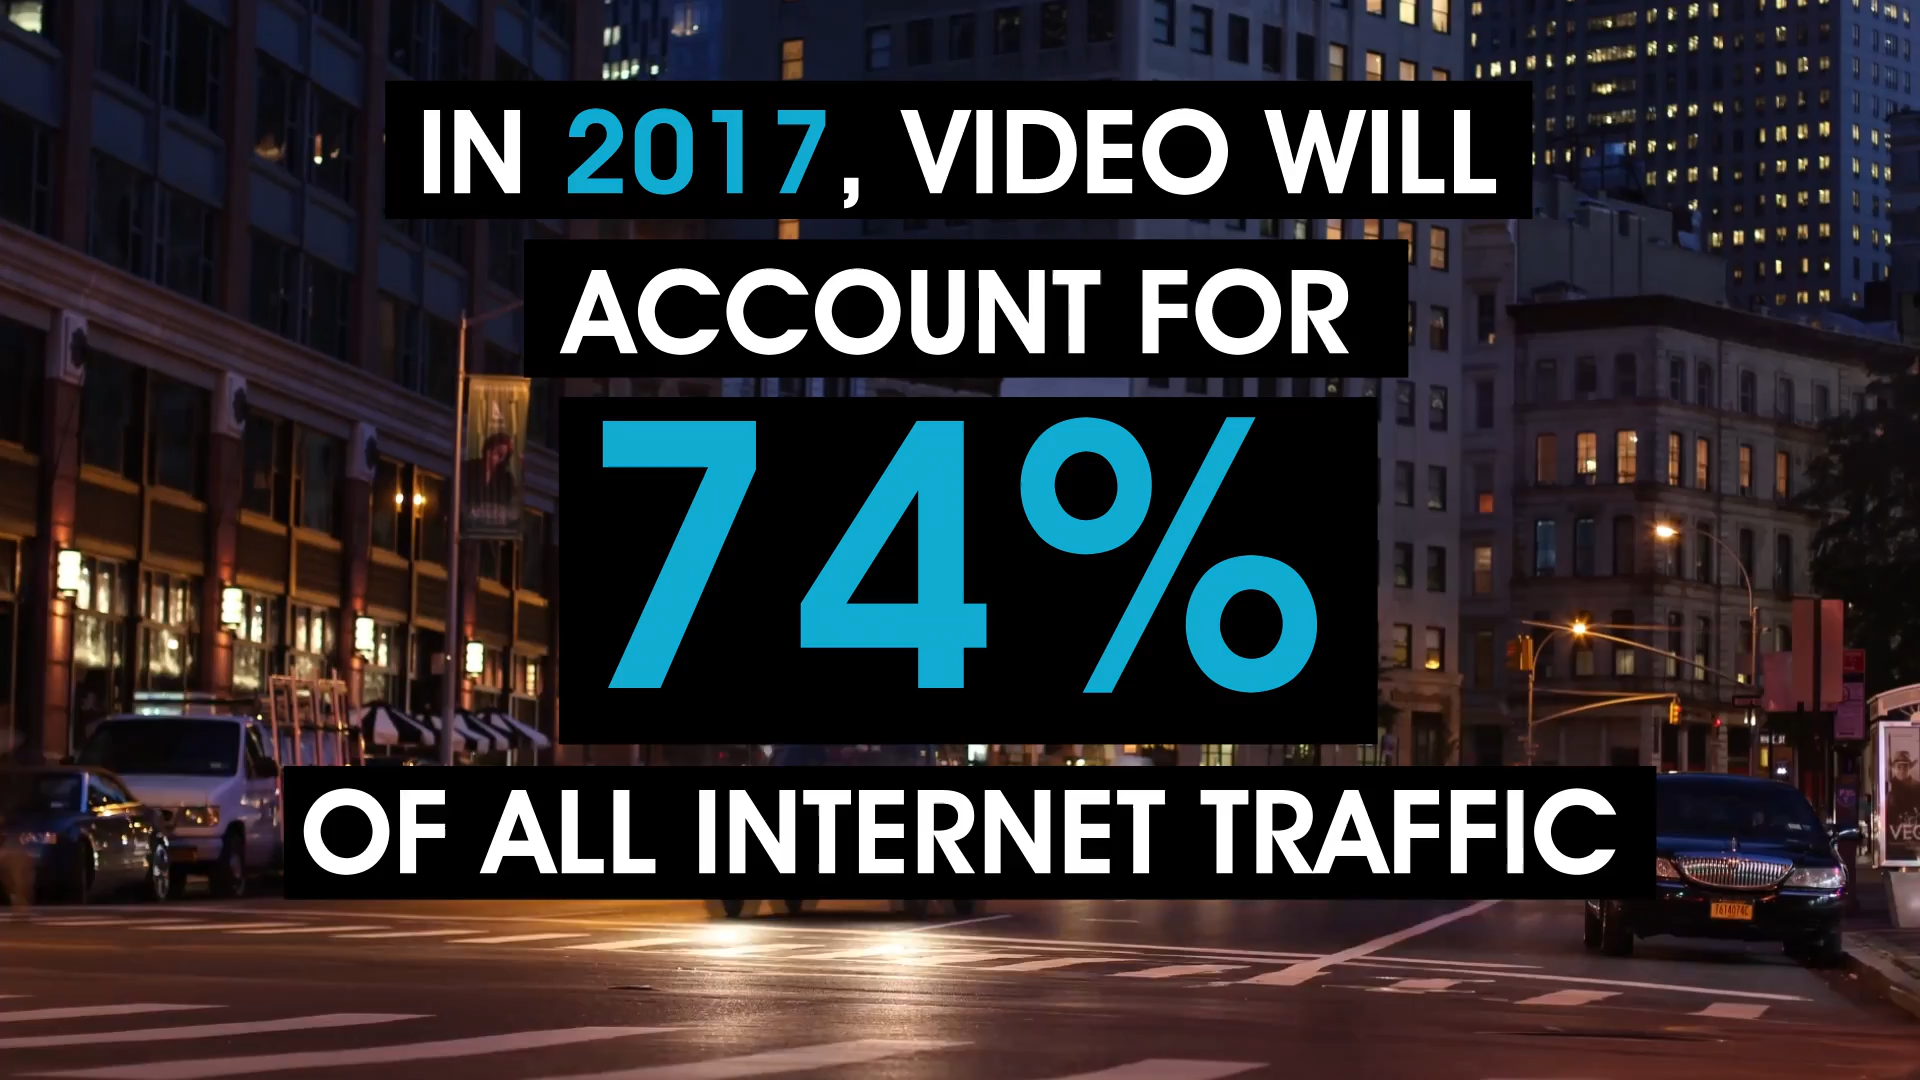 IN 2017, VIDEO WILL
ACCOUNT FOR
74%
OF ALL INTERNET TRAFFIC